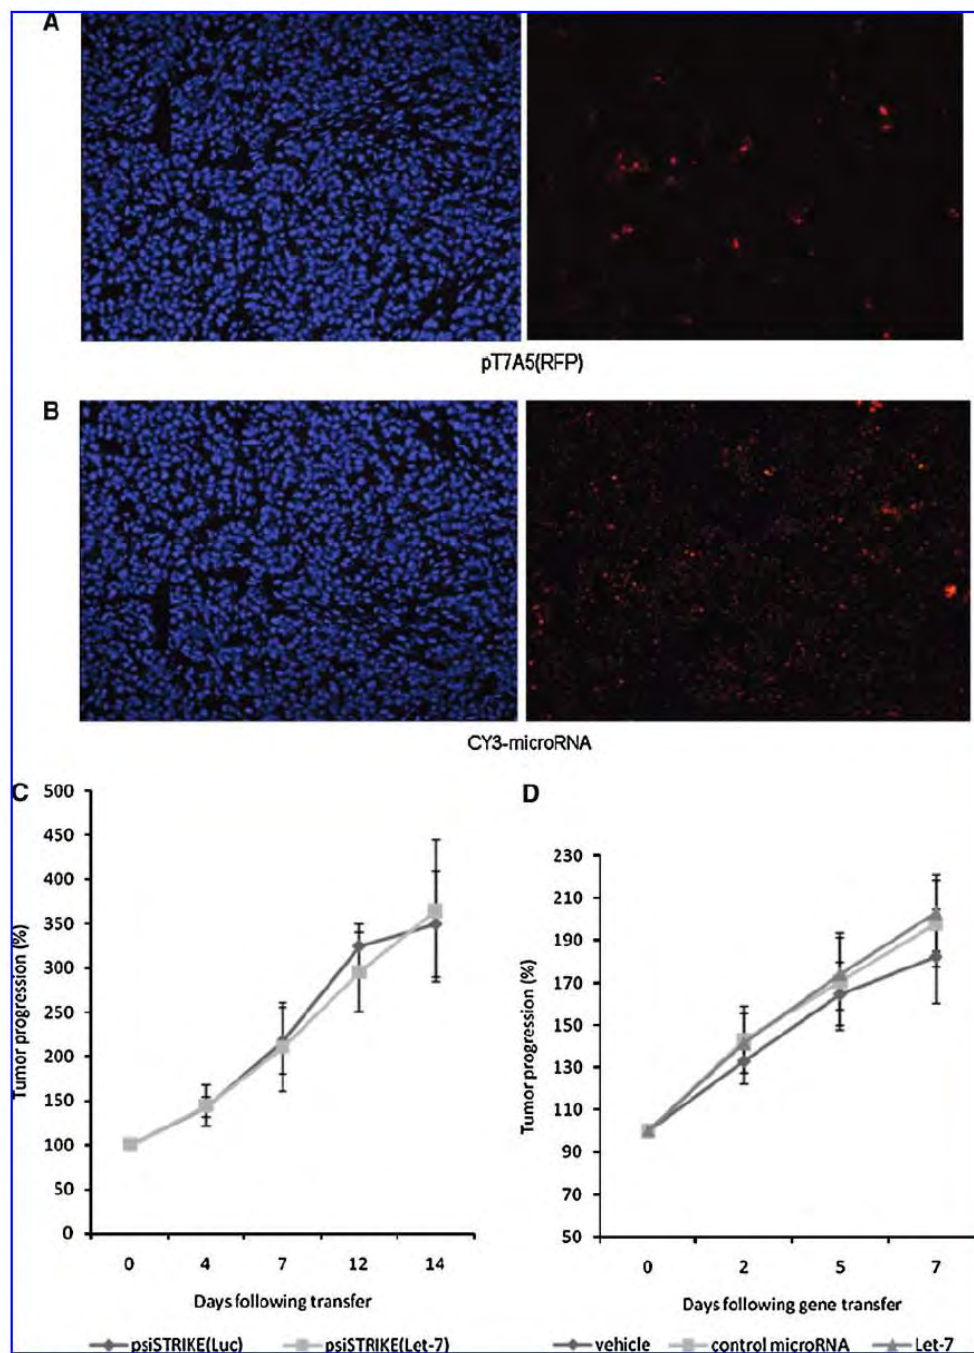 A
pT7A5(RFP)
B
CY3-microRNA
C
500
450
400
350
300
250
200
150
100
50
0
Tumor progression (%)
0 4 7 12 14
Days following transfer
psiSTRIKE(Luc) psiSTRIKE(Let-7)
D
230
210
190
170
150
130
110
90
70
50
Tumor progression (%)
0 2 5 7
Days following gene transfer
vehicle control microRNA Let-7